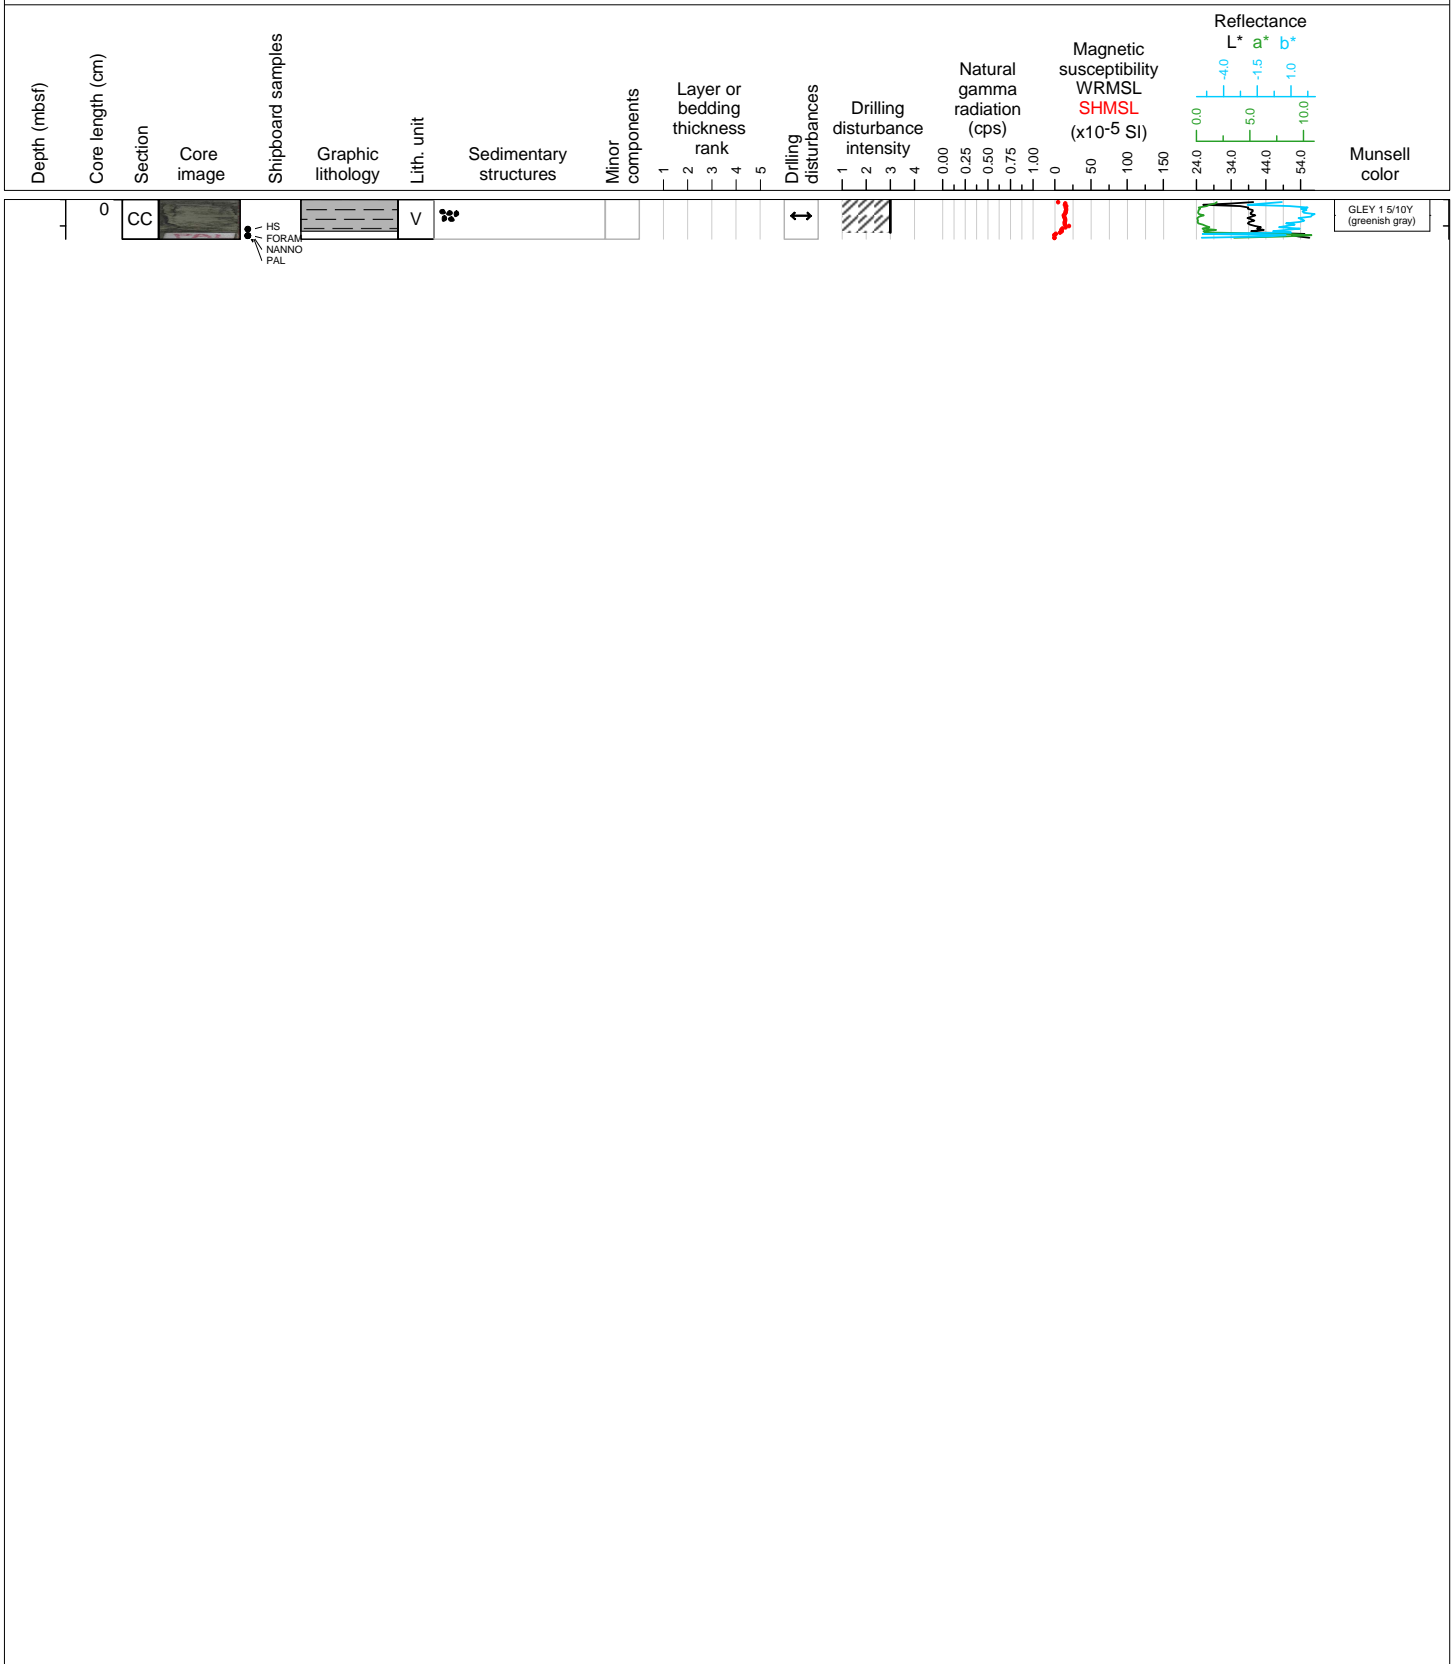 Depth (mbsf)
Core length (cm)
Section
Core
image
Shipboard samples
Graphic
lithology
Lith. unit
Sedimentary
structures
Minor
components
Layer or
bedding
thickness
rank
1 2 3 4 5
Drilling
disturbances
Drilling
disturbance
intensity
1 2 3 4
Natural
gamma
radiation
(cps)
0.00 0.25 0.50 0.75 1.00
Magnetic
susceptibility
WRMSL
SHMSL
(x10-5 SI)
0 50 100 150
Reflectance
L* a* b*
-4.0 -1.5 1.0
0.0 5.0 10.0
24.0 34.0 44.0 54.0
Munsell
color
0
CC
HS
FORAM
NANNO
PAL
V
GLEY 1 5/10Y
(greenish gray)